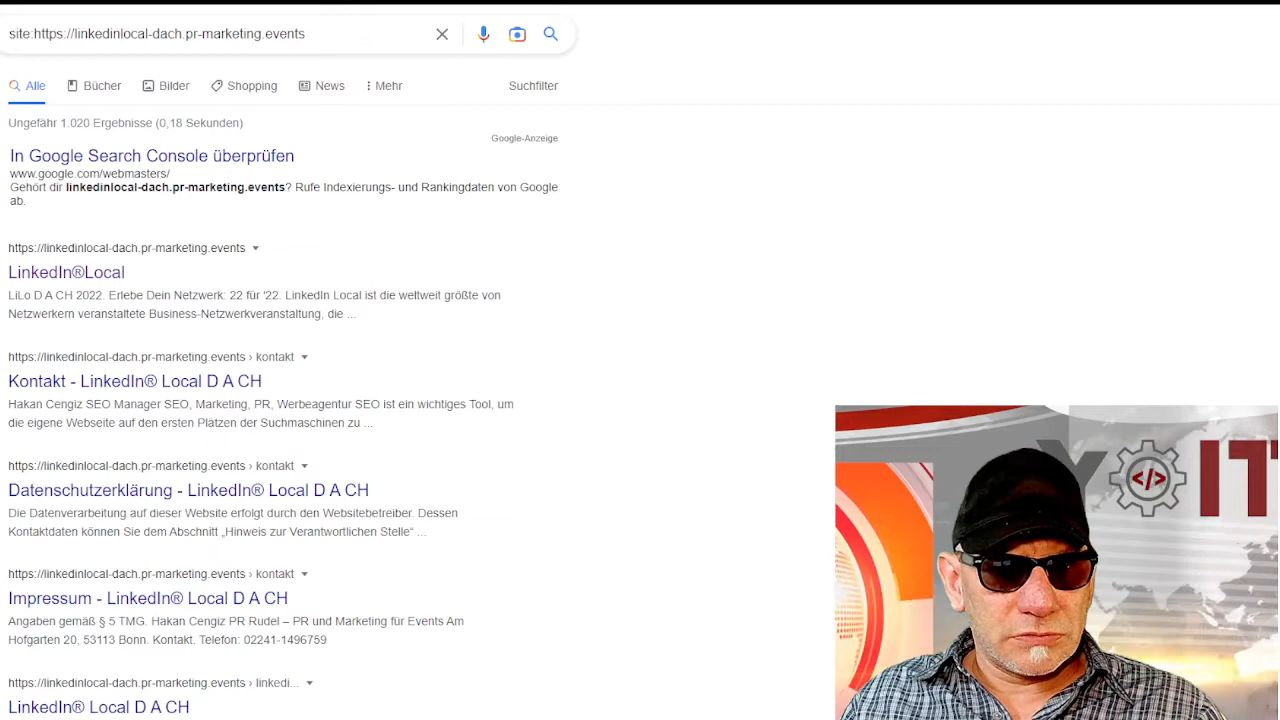 site:https://linkedinlocal-dach.pr-marketing.events
Alle Bücher Bilder Shopping News Mehr Suchfilter
Ungefähr 1.020 Ergebnisse (0,18 Sekunden)
Google-Anzeige
In Google Search Console überprüfen
www.google.com/webmasters/
Gehört dir linkedinlocal-dach.pr-marketing.events? Rufe Indexierungs- und Rankingdaten von Google
ab.
https://linkedinlocal-dach.pr-marketing.events
LinkedIn®Local
LiLo D A CH 2022. Erlebe Dein Netzwerk: 22 für '22. LinkedIn Local ist die weltweit größte von
Netzwerkern veranstaltete Business-Netzwerkveranstaltung, die ...
https://linkedinlocal-dach.pr-marketing.events › kontakt
Kontakt - LinkedIn® Local D A CH
Hakan Cengiz SEO Manager SEO, Marketing, PR, Werbeagentur SEO ist ein wichtiges Tool, um
die eigene Webseite auf den ersten Plätzen der Suchmaschinen zu ...
https://linkedinlocal-dach.pr-marketing.events › kontakt
Datenschutzerklärung - LinkedIn® Local D A CH
Die Datenverarbeitung auf dieser Website erfolgt durch den Websitebetreiber. Dessen
Kontaktdaten können Sie dem Abschnitt „Hinweis zur Verantwortlichen Stelle“ ...
https://linkedinlocal-dach.pr-marketing.events › kontakt
Impressum - LinkedIn® Local D A CH
Angaben gemäß § 5 TMG. Hakan Cengiz PR Rudel – PR und Marketing für Events Am
Hofgarten 20, 53113 Bonn. Kontakt. Telefon: 02241-1496759
https://linkedinlocal-dach.pr-marketing.events › linkedi...
LinkedIn® Local D A CH
</> IT